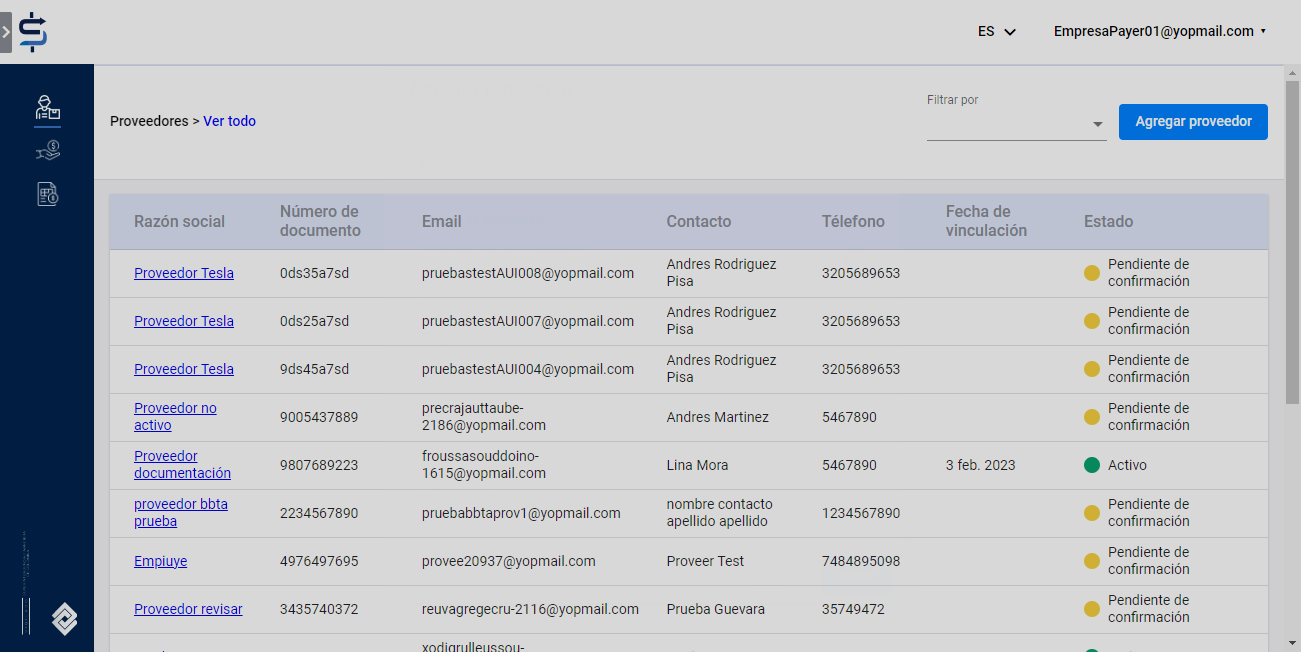 ES
EmpresaPayer01@yopmail.com
Filtrar por
Proveedores > Ver todo
Agregar proveedor
Razón social
Número de
documento
Email
Contacto
Télefono
Fecha de
vinculación
Estado
Proveedor Tesla
0ds35a7sd
pruebastestAUI008@yopmail.com
Andres Rodriguez
Pisa
3205689653
Pendiente de
confirmación
Proveedor Tesla
0ds25a7sd
pruebastestAUI007@yopmail.com
Andres Rodriguez
Pisa
3205689653
Pendiente de
confirmación
Proveedor Tesla
9ds45a7sd
pruebastestAUI004@yopmail.com
Andres Rodriguez
Pisa
3205689653
Pendiente de
confirmación
Proveedor no
activo
9005437889
precrajauttaube-
2186@yopmail.com
Andres Martinez
5467890
Pendiente de
confirmación
Proveedor
documentación
9807689223
froussasouddoino-
1615@yopmail.com
Lina Mora
5467890
3 feb. 2023
Activo
proveedor bbta
prueba
2234567890
pruebabbtaprov1@yopmail.com
nombre contacto
apellido apellido
1234567890
Pendiente de
confirmación
Empiuye
4976497695
provee20937@yopmail.com
Proveer Test
7484895098
Pendiente de
confirmación
Proveedor revisar
3435740372
reuvagregecru-2116@yopmail.com
Prueba Guevara
35749472
Pendiente de
confirmación
xodigrulleussou-